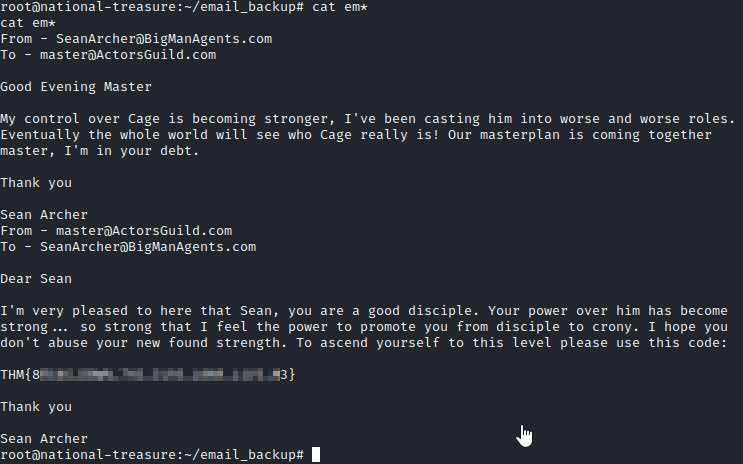 root@national-treasure:~/email_backup# cat em*
cat em*
From - SeanArcher@BigManAgents.com
To - master@ActorsGuild.com
Good Evening Master
My control over Cage is becoming stronger, I've been casting him into worse and worse roles.
Eventually the whole world will see who Cage really is! Our masterplan is coming together
master, I'm in your debt.
Thank you
Sean Archer
From - master@ActorsGuild.com
To - SeanArcher@BigManAgents.com
Dear Sean
I'm very pleased to here that Sean, you are a good disciple. Your power over him has become
strong... so strong that I feel the power to promote you from disciple to crony. I hope you
don't abuse your new found strength. To ascend yourself to this level please use this code:
THM{8 3}
Thank you
Sean Archer
root@national-treasure:~/email_backup#